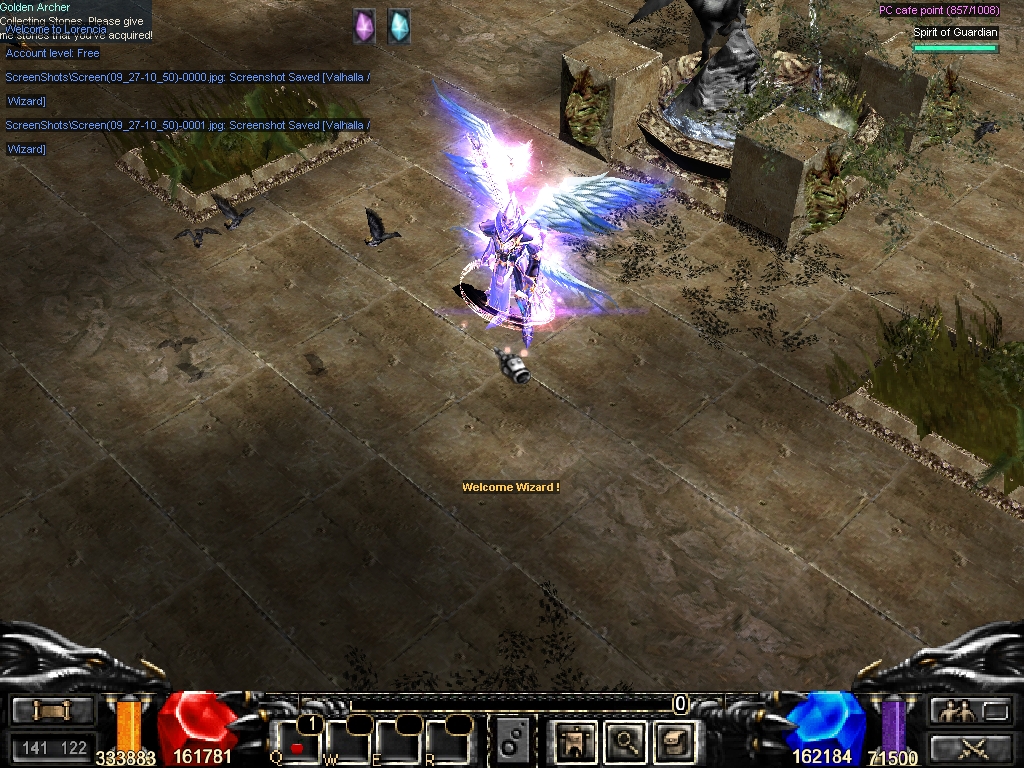 Golden Archer
Collecting Stones. Please give
me stones that you've acquired!
Welcome to Lorencia
Account level: Free
ScreenShots\Screen(09_27-10_50)-0000.jpg: Screenshot Saved [Valhalla /
Wizard]
ScreenShots\Screen(09_27-10_50)-0001.jpg: Screenshot Saved [Valhalla /
Wizard]
PC cafe point (857/1008)
Spirit of Guardian
Welcome Wizard !
0
1
Q W E R
141 122
333883
161781
162184
71500